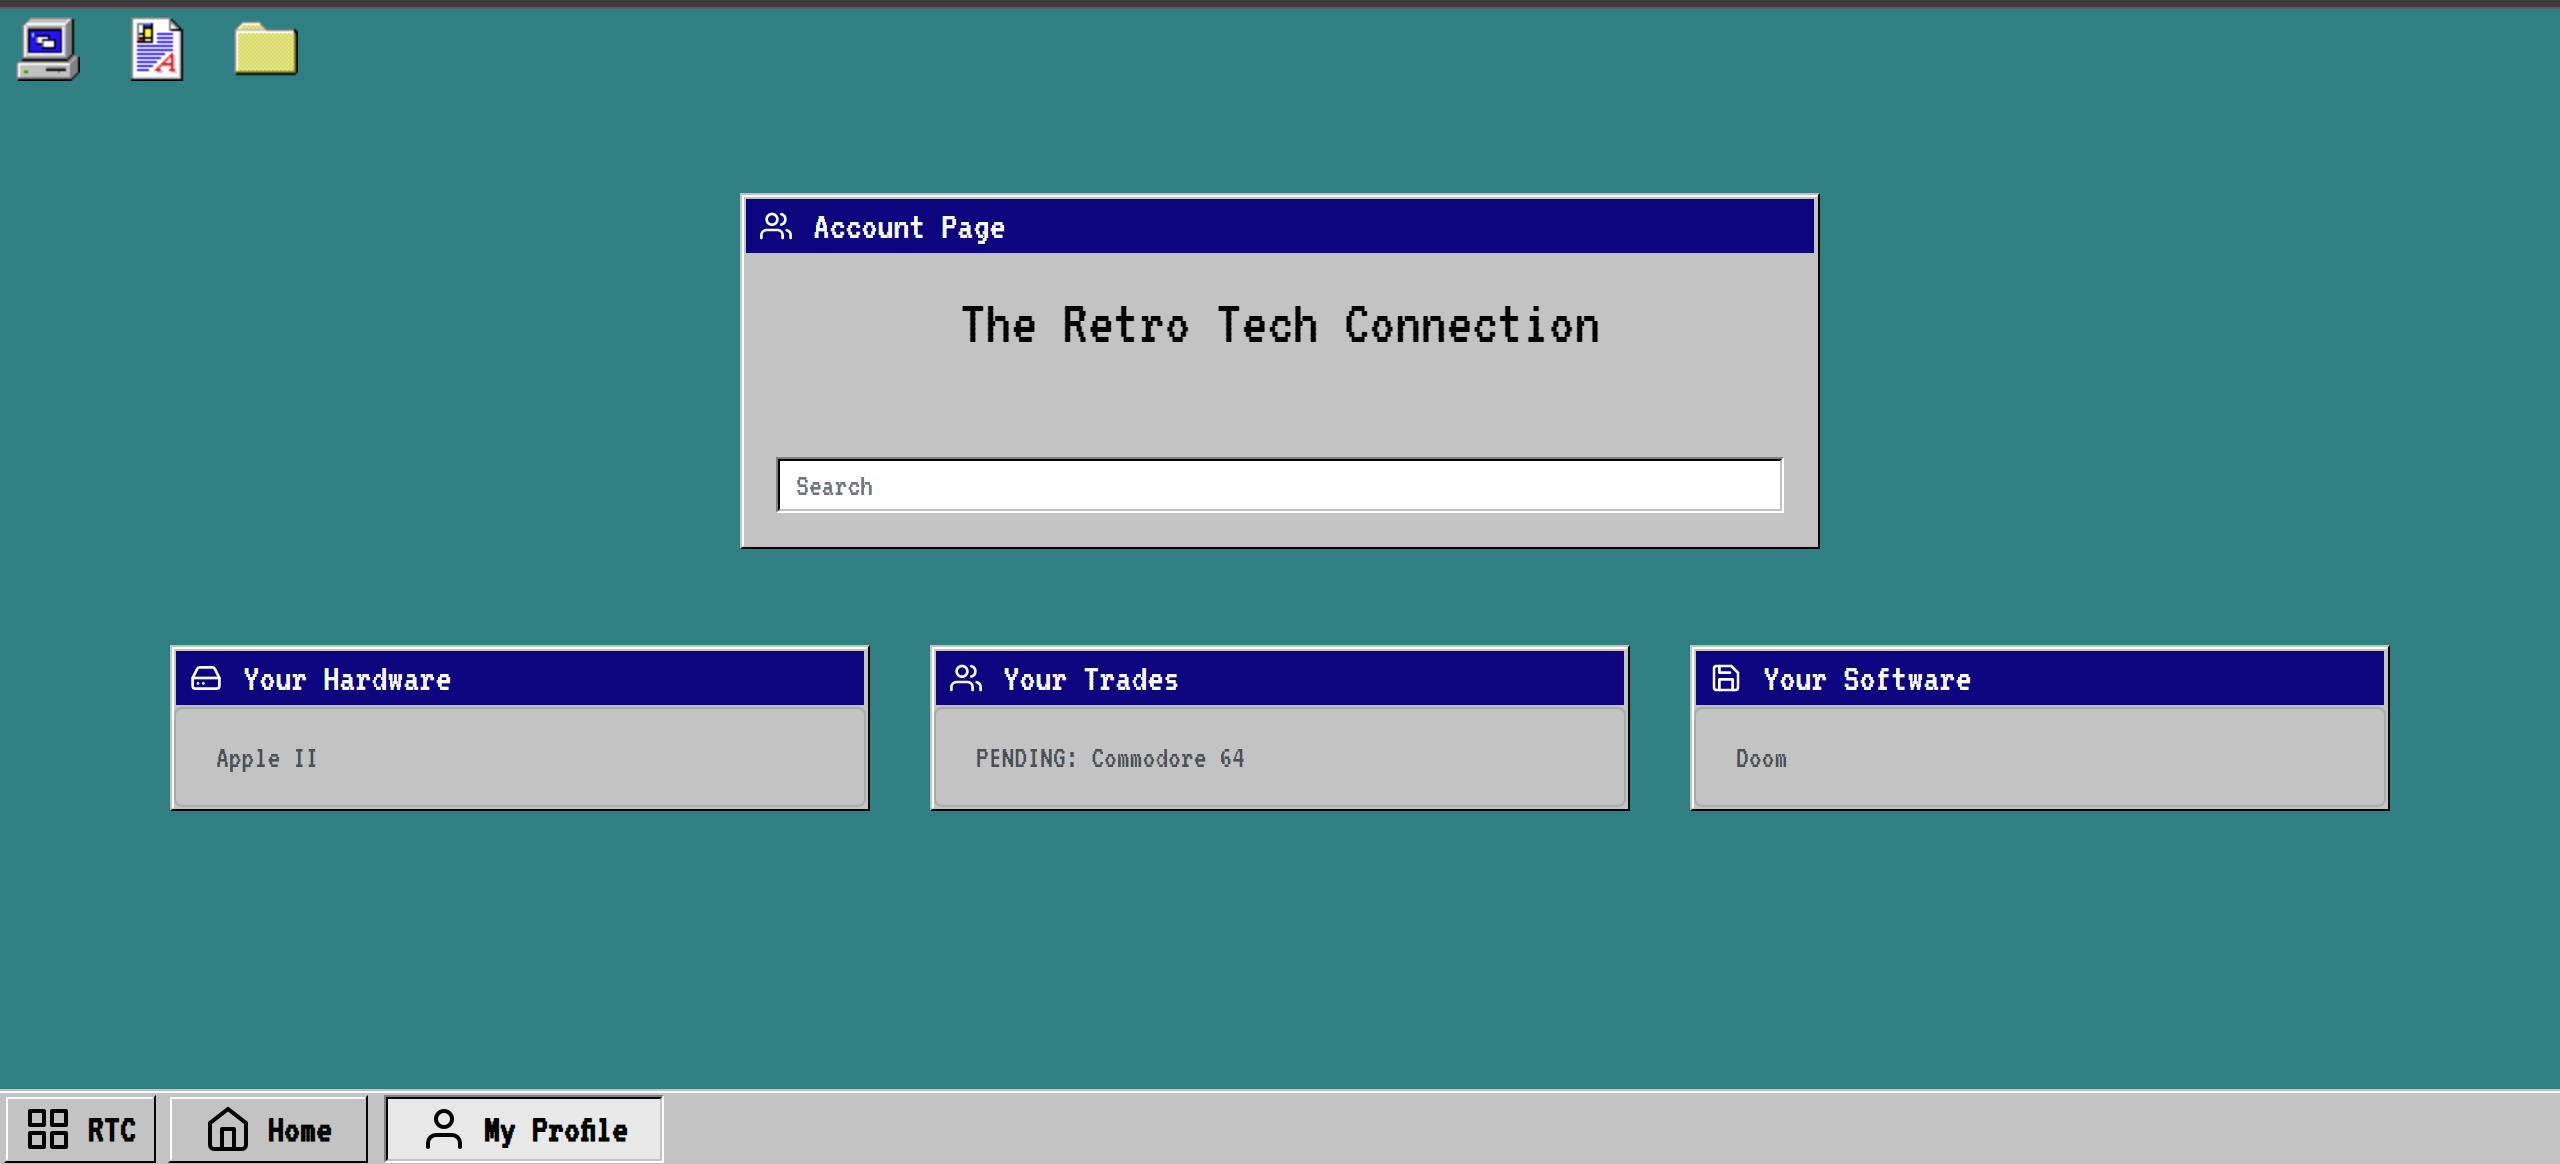 Account Page
The Retro Tech Connection
Search
Your Hardware
Apple II
Your Trades
PENDING: Commodore 64
Your Software
Doom
RTC
Home
My Profile